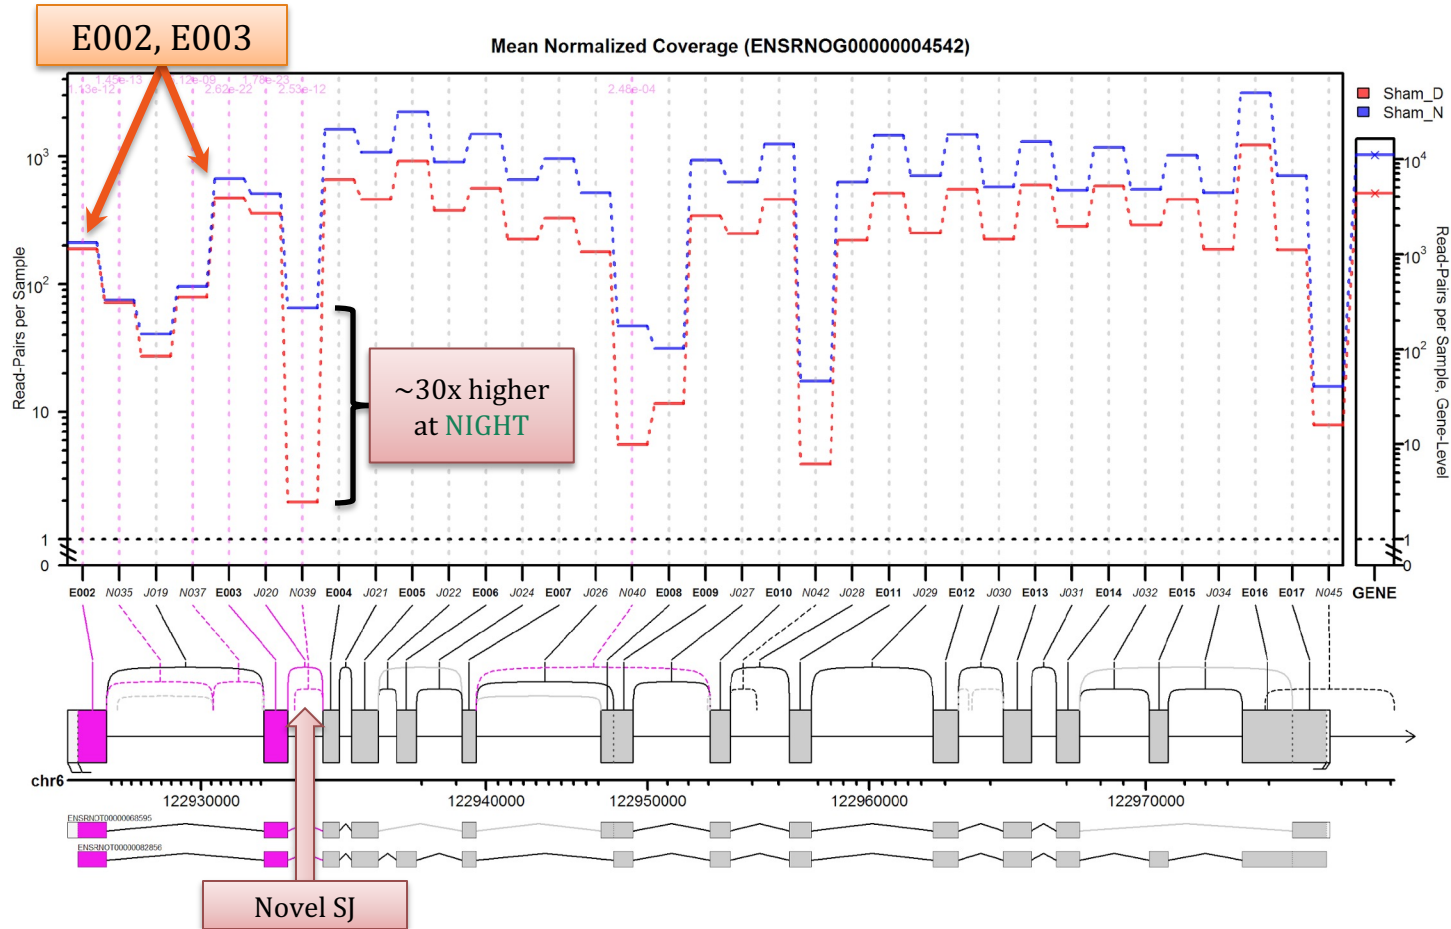 E002, E003
Mean Normalized Coverage (ENSRNOG00000004542)
1.45e-13 1.78e-23
1.13e-12 2.62e-22 2.53e-12 2.48e-04
Sham_D
Sham_N
Read-Pairs per Sample
10³
10²
10
1
0
10⁴
10³
10²
10
1
0
Read-Pairs per Sample, Gene-Level
~30x higher
at NIGHT
E002 N035 J019 N037 E003 J020 N039 E004 J021 E005 J022 E006 J024 E007 J026 N040 E008 E009 J027 E010 N042 J028 E011 J029 E012 J030 E013 J031 E014 J032 E015 J034 E016 E017 N045 GENE
chr6
122930000 122940000 122950000 122960000 122970000
ENSRNOT00000068595
ENSRNOT00000082856
Novel SJ